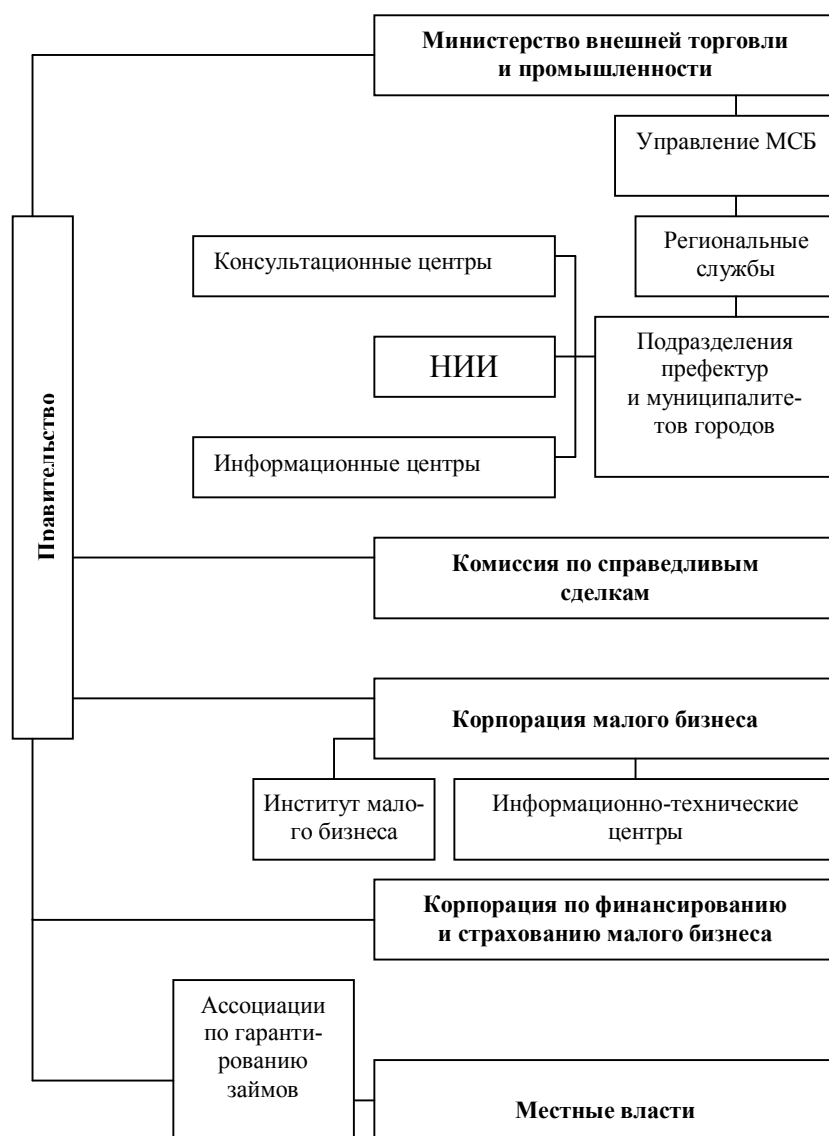 Министерство внешней торговли
и промышленности
Управление МСБ
Региональные
службы
Консультационные центры
НИИ
Подразделения
префектур
и муниципалите-
тов городов
Информационные центры
Правительство
Комиссия по справедливым
сделкам
Корпорация малого бизнеса
Институт мало-
го бизнеса
Информационно-технические
центры
Корпорация по финансированию
и страхованию малого бизнеса
Ассоциации
по гаранти-
рованию
займов
Местные власти